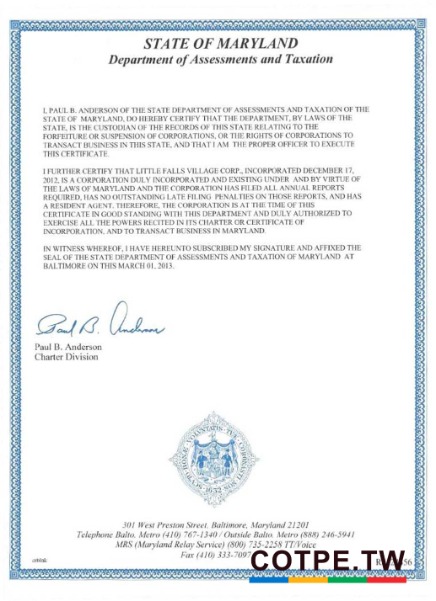 STATE OF MARYLAND
Department of Assessments and Taxation
I, PAUL B. ANDERSON OF THE STATE DEPARTMENT OF ASSESSMENTS AND TAXATION OF THE
STATE OF MARYLAND, DO HEREBY CERTIFY THAT THE DEPARTMENT, BY LAWS OF THE
STATE, IS THE CUSTODIAN OF THE RECORDS OF THIS STATE RELATING TO THE
FORFEITURE OR SUSPENSION OF CORPORATIONS, OR THE RIGHTS OF CORPORATIONS TO
TRANSACT BUSINESS IN THIS STATE, AND THAT I AM THE PROPER OFFICER TO EXECUTE
THIS CERTIFICATE.
I FURTHER CERTIFY THAT LITTLE FALLS VILLAGE CORP., INCORPORATED DECEMBER 17,
2012, IS A CORPORATION DULY INCORPORATED AND EXISTING UNDER AND BY VIRTUE OF
THE LAWS OF MARYLAND AND THE CORPORATION HAS FILED ALL ANNUAL REPORTS
REQUIRED, HAS NO OUTSTANDING LATE FILING PENALTIES ON THOSE REPORTS, AND HAS
A RESIDENT AGENT. THEREFORE, THE CORPORATION IS AT THE TIME OF THIS
CERTIFICATE IN GOOD STANDING WITH THIS DEPARTMENT AND DULY AUTHORIZED TO
EXERCISE ALL THE POWERS RECITED IN ITS CHARTER OR CERTIFICATE OF
INCORPORATION, AND TO TRANSACT BUSINESS IN MARYLAND.
IN WITNESS WHEREOF, I HAVE HEREUNTO SUBSCRIBED MY SIGNATURE AND AFFIXED THE
SEAL OF THE STATE DEPARTMENT OF ASSESSMENTS AND TAXATION OF MARYLAND AT
BALTIMORE ON THIS MARCH 01, 2013.
Paul B. Anderson
Paul B. Anderson
Charter Division
301 West Preston Street, Baltimore, Maryland 21201
Telephone Balto. Metro (410) 767-1340 / Outside Balto. Metro (888) 246-5941
MRS (Maryland Relay Service) (800) 735-2258 TT/Voice
Fax (410) 333-7097
COTPE.TW